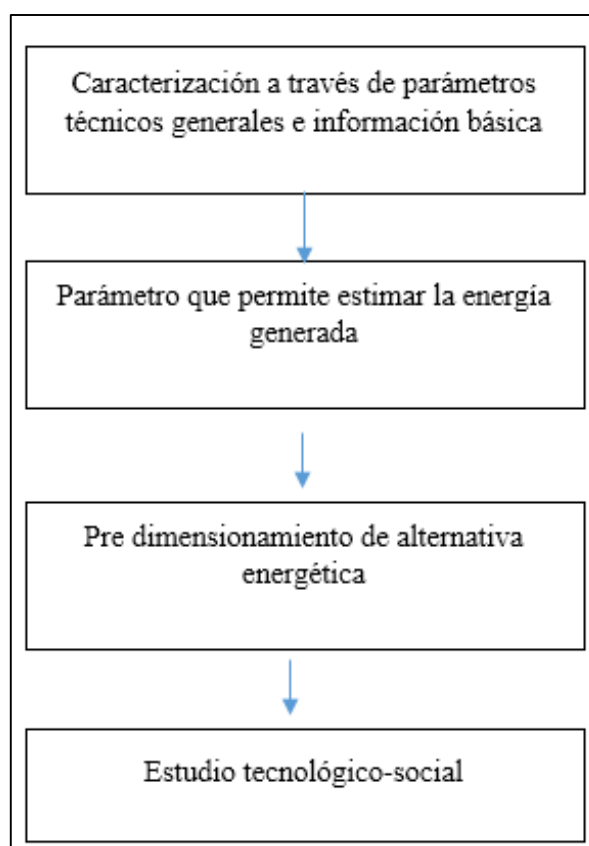 Caracterización a través de parámetros
técnicos generales e información básica
Parámetro que permite estimar la energía
generada
Pre dimensionamiento de alternativa
energética
Estudio tecnológico-social